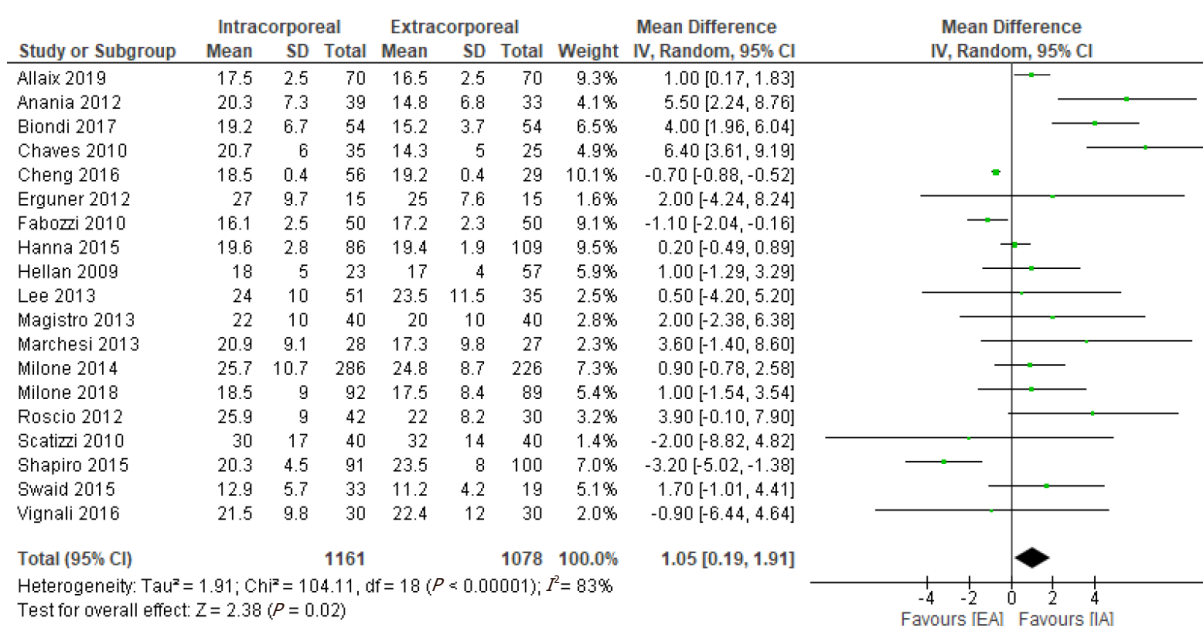 Intracorporeal Extracorporeal Mean Difference Mean Difference
Study or Subgroup Mean SD Total Mean SD Total Weight IV, Random, 95% CI IV, Random, 95% CI
Allaix 2019 17.5 2.5 70 16.5 2.5 70 9.3% 1.00 [0.17, 1.83]
Anania 2012 20.3 7.3 39 14.8 6.8 33 4.1% 5.50 [2.24, 8.76]
Biondi 2017 19.2 6.7 54 15.2 3.7 54 6.5% 4.00 [1.96, 6.04]
Chaves 2010 20.7 6 35 14.3 5 25 4.9% 6.40 [3.61, 9.19]
Cheng 2016 18.5 0.4 56 19.2 0.4 29 10.1% -0.70 [-0.88, -0.52]
Erguner 2012 27 9.7 15 25 7.6 15 1.6% 2.00 [-4.24, 8.24]
Fabozzi 2010 16.1 2.5 50 17.2 2.3 50 9.1% -1.10 [-2.04, -0.16]
Hanna 2015 19.6 2.8 86 19.4 1.9 109 9.5% 0.20 [-0.49, 0.89]
Hellan 2009 18 5 23 17 4 57 5.9% 1.00 [-1.29, 3.29]
Lee 2013 24 10 51 23.5 11.5 35 2.5% 0.50 [-4.20, 5.20]
Magistro 2013 22 10 40 20 10 40 2.8% 2.00 [-2.38, 6.38]
Marchesi 2013 20.9 9.1 28 17.3 9.8 27 2.3% 3.60 [-1.40, 8.60]
Milone 2014 25.7 10.7 286 24.8 8.7 226 7.3% 0.90 [-0.78, 2.58]
Milone 2018 18.5 9 92 17.5 8.4 89 5.4% 1.00 [-1.54, 3.54]
Roscio 2012 25.9 9 42 22 8.2 30 3.2% 3.90 [-0.10, 7.90]
Scatizzi 2010 30 17 40 32 14 40 1.4% -2.00 [-8.82, 4.82]
Shapiro 2015 20.3 4.5 91 23.5 8 100 7.0% -3.20 [-5.02, -1.38]
Swaid 2015 12.9 5.7 33 11.2 4.2 19 5.1% 1.70 [-1.01, 4.41]
Vignali 2016 21.5 9.8 30 22.4 12 30 2.0% -0.90 [-6.44, 4.64]
Total (95% CI) 1161 1078 100.0% 1.05 [0.19, 1.91]
Heterogeneity: Tau² = 1.91; Chi² = 104.11, df = 18 (P < 0.00001); I² = 83%
Test for overall effect: Z = 2.38 (P = 0.02)
-4 -2 0 2 4
Favours [EA] Favours [IA]